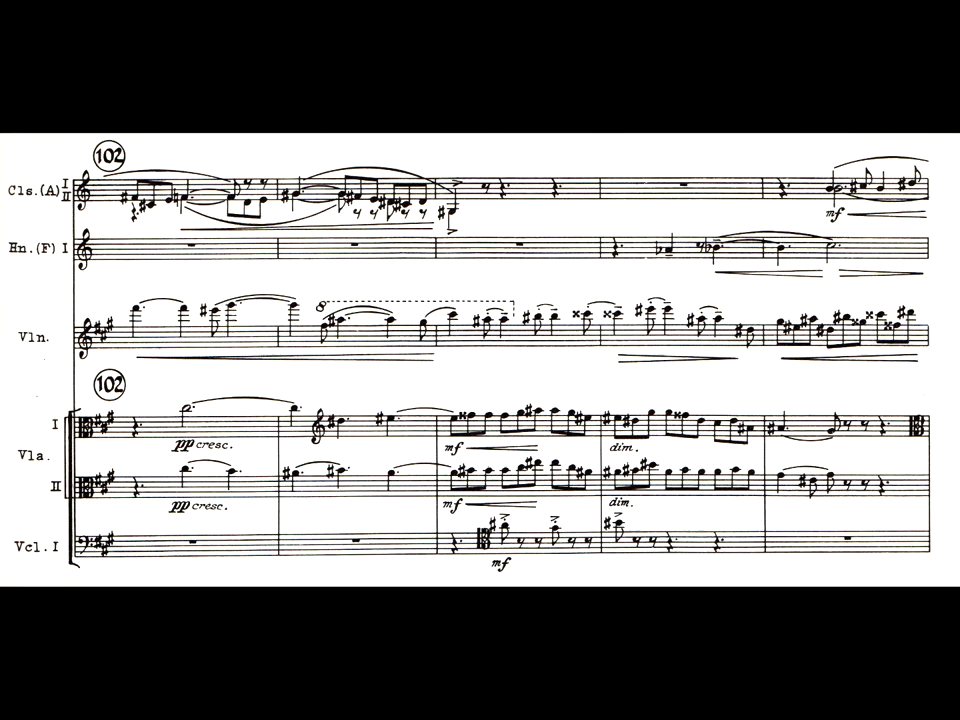 102
Cls.(A) I
II
mf
Hn.(F) I
8
Vln.
102
I
pp cresc.
mf
dim.
Vla.
II
pp cresc.
mf
dim.
Vcl. I
mf